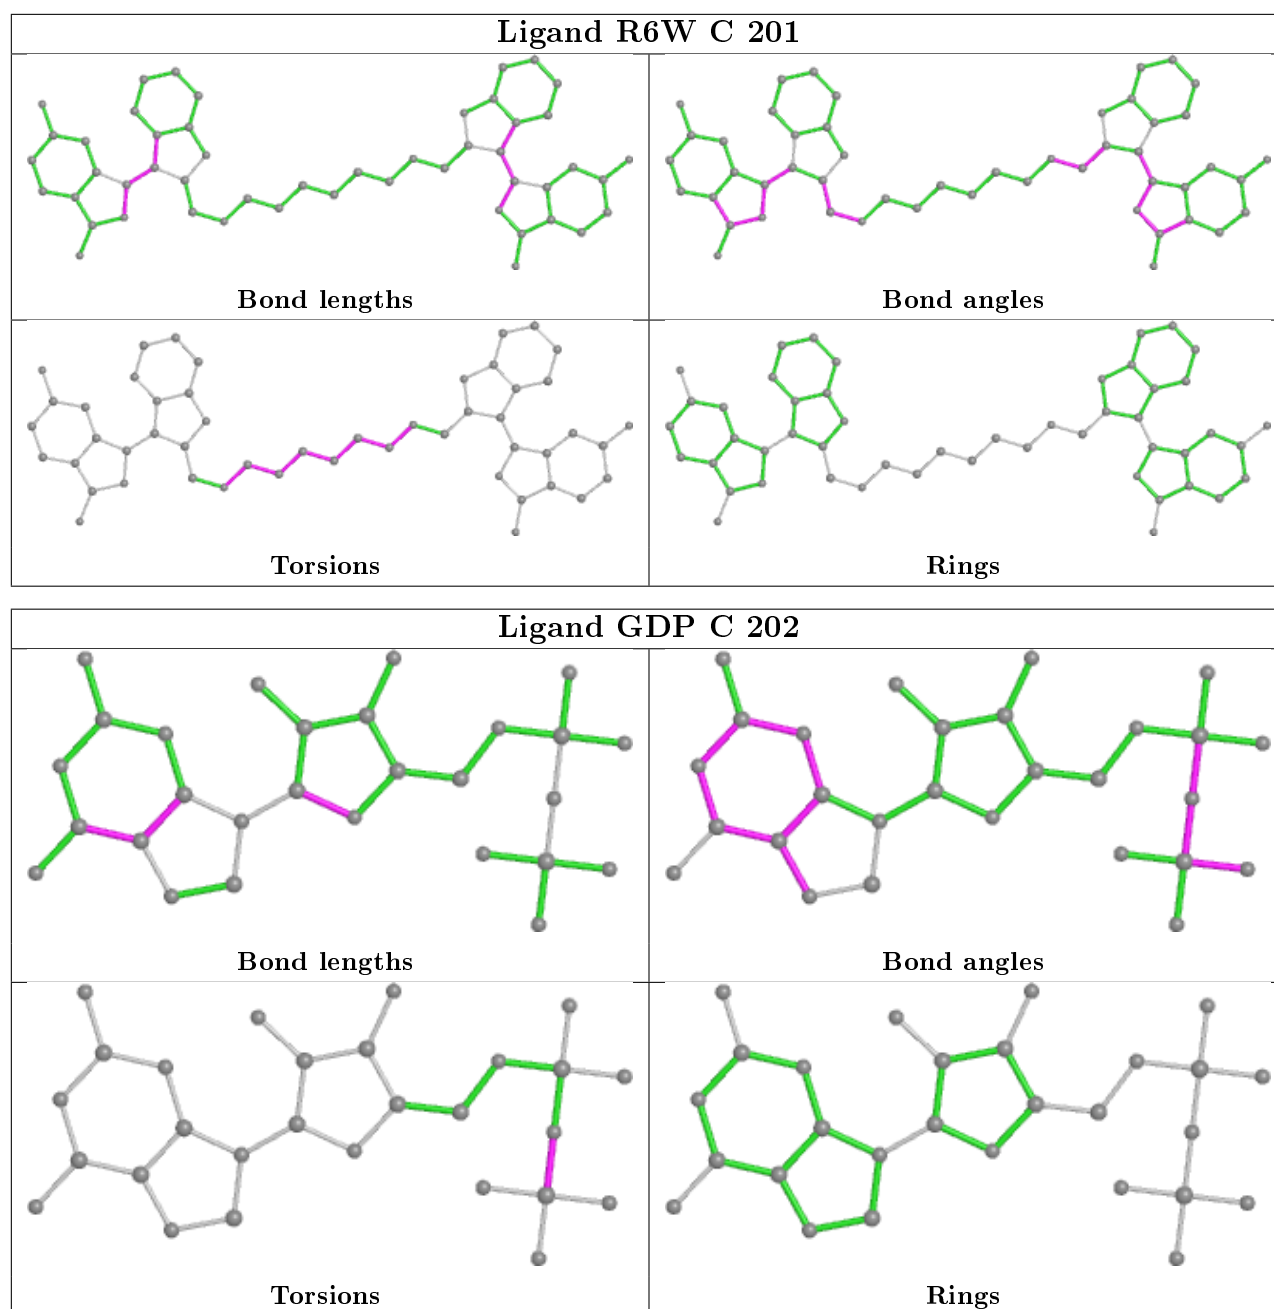 Ligand R6W C 201
Bond lengths
Bond angles
Torsions
Rings
Ligand GDP C 202
Bond lengths
Bond angles
Torsions
Rings